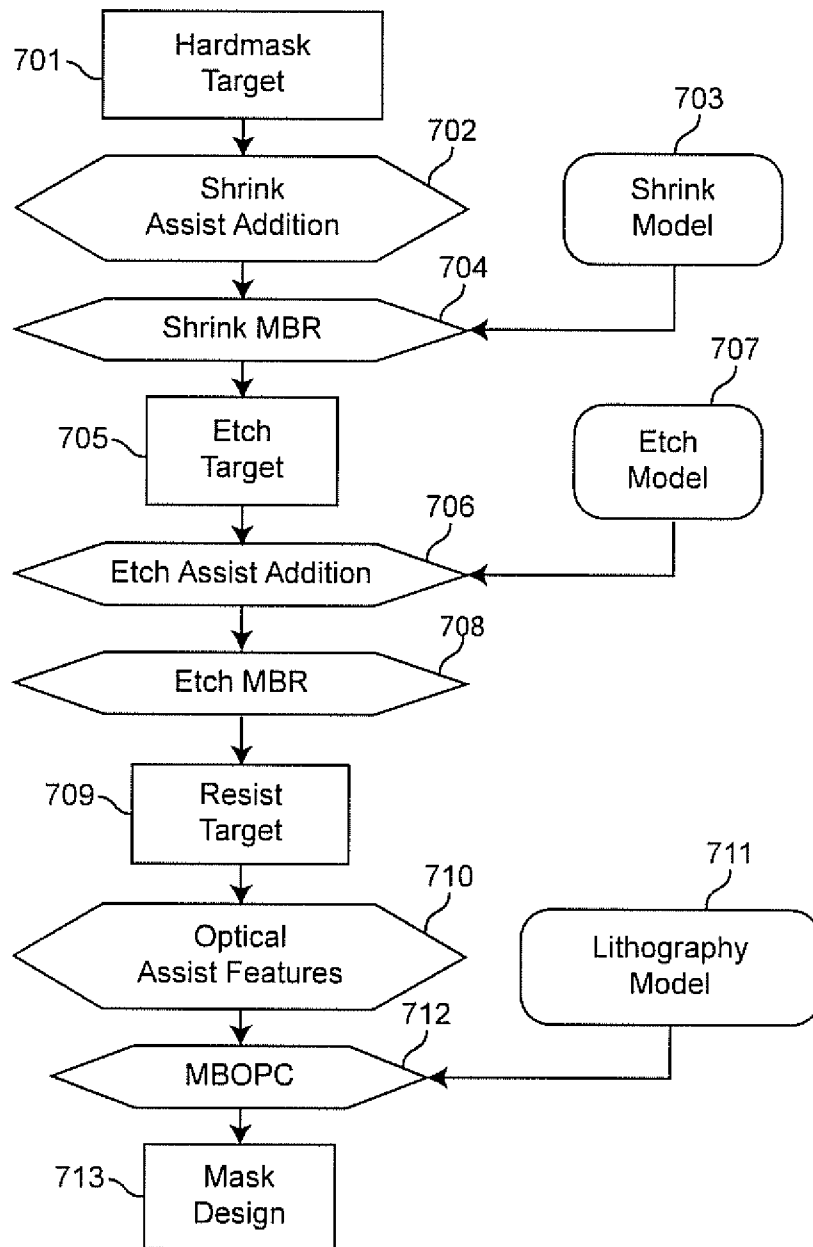 701
Hardmask
Target
702
703
Shrink
Assist Addition
Shrink
Model
704
Shrink MBR
705
Etch
Target
707
Etch
Model
706
Etch Assist Addition
708
Etch MBR
709
Resist
Target
710
711
Optical
Assist Features
Lithography
Model
712
MBOPC
713
Mask
Design